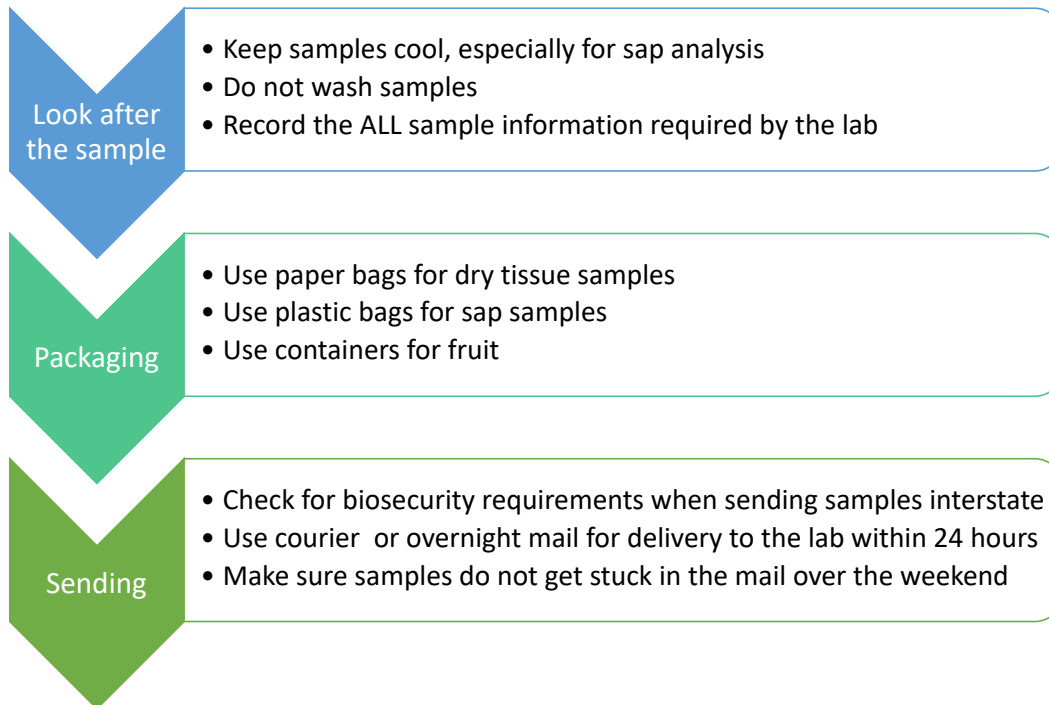 Look after
the sample
• Keep samples cool, especially for sap analysis
• Do not wash samples
• Record the ALL sample information required by the lab
Packaging
• Use paper bags for dry tissue samples
• Use plastic bags for sap samples
• Use containers for fruit
Sending
• Check for biosecurity requirements when sending samples interstate
• Use courier  or overnight mail for delivery to the lab within 24 hours
• Make sure samples do not get stuck in the mail over the weekend